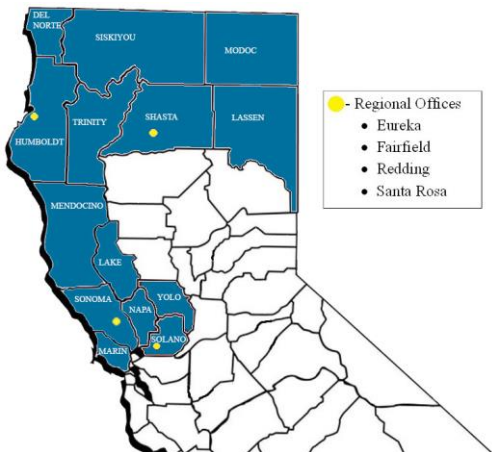 DEL
NORTE
SISKIYOU
MODOC
HUMBOLDT
TRINITY
SHASTA
LASSEN
MENDOCINO
LAKE
SONOMA
NAPA
YOLO
SOLANO
MARIN
- Regional Offices
• Eureka
• Fairfield
• Redding
• Santa Rosa